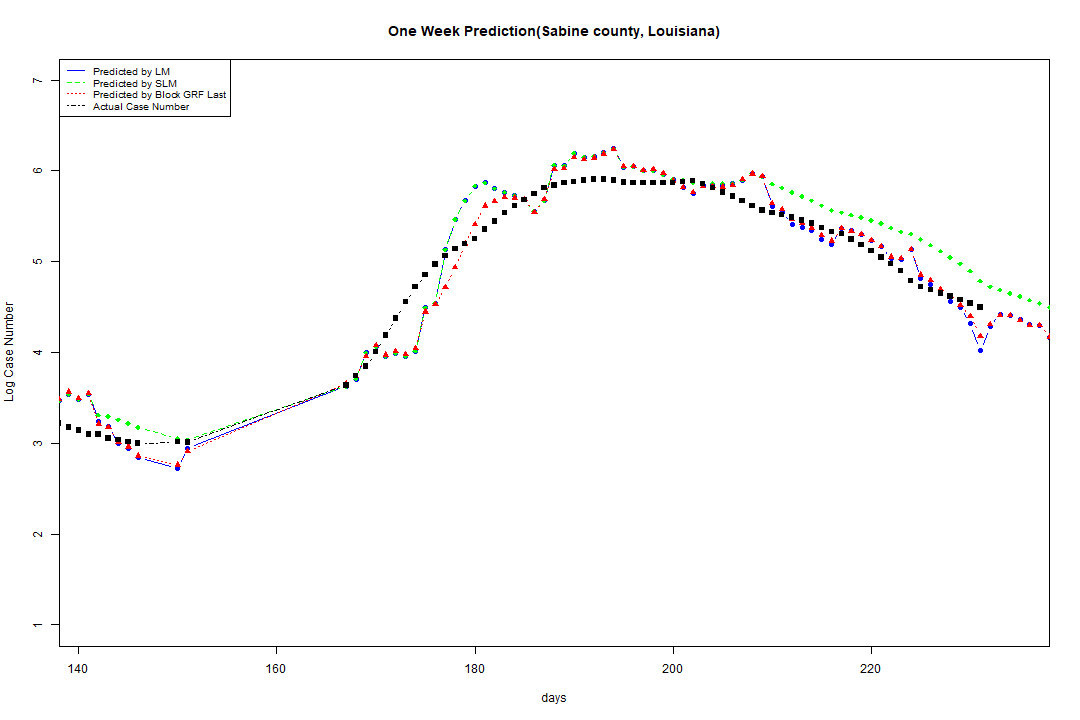 One Week Prediction(Sabine county, Louisiana)
Predicted by LM
Predicted by SLM
Predicted by Block GRF Last
Actual Case Number
7
6
5
4
3
2
1
Log Case Number
140 160 180 200 220
days